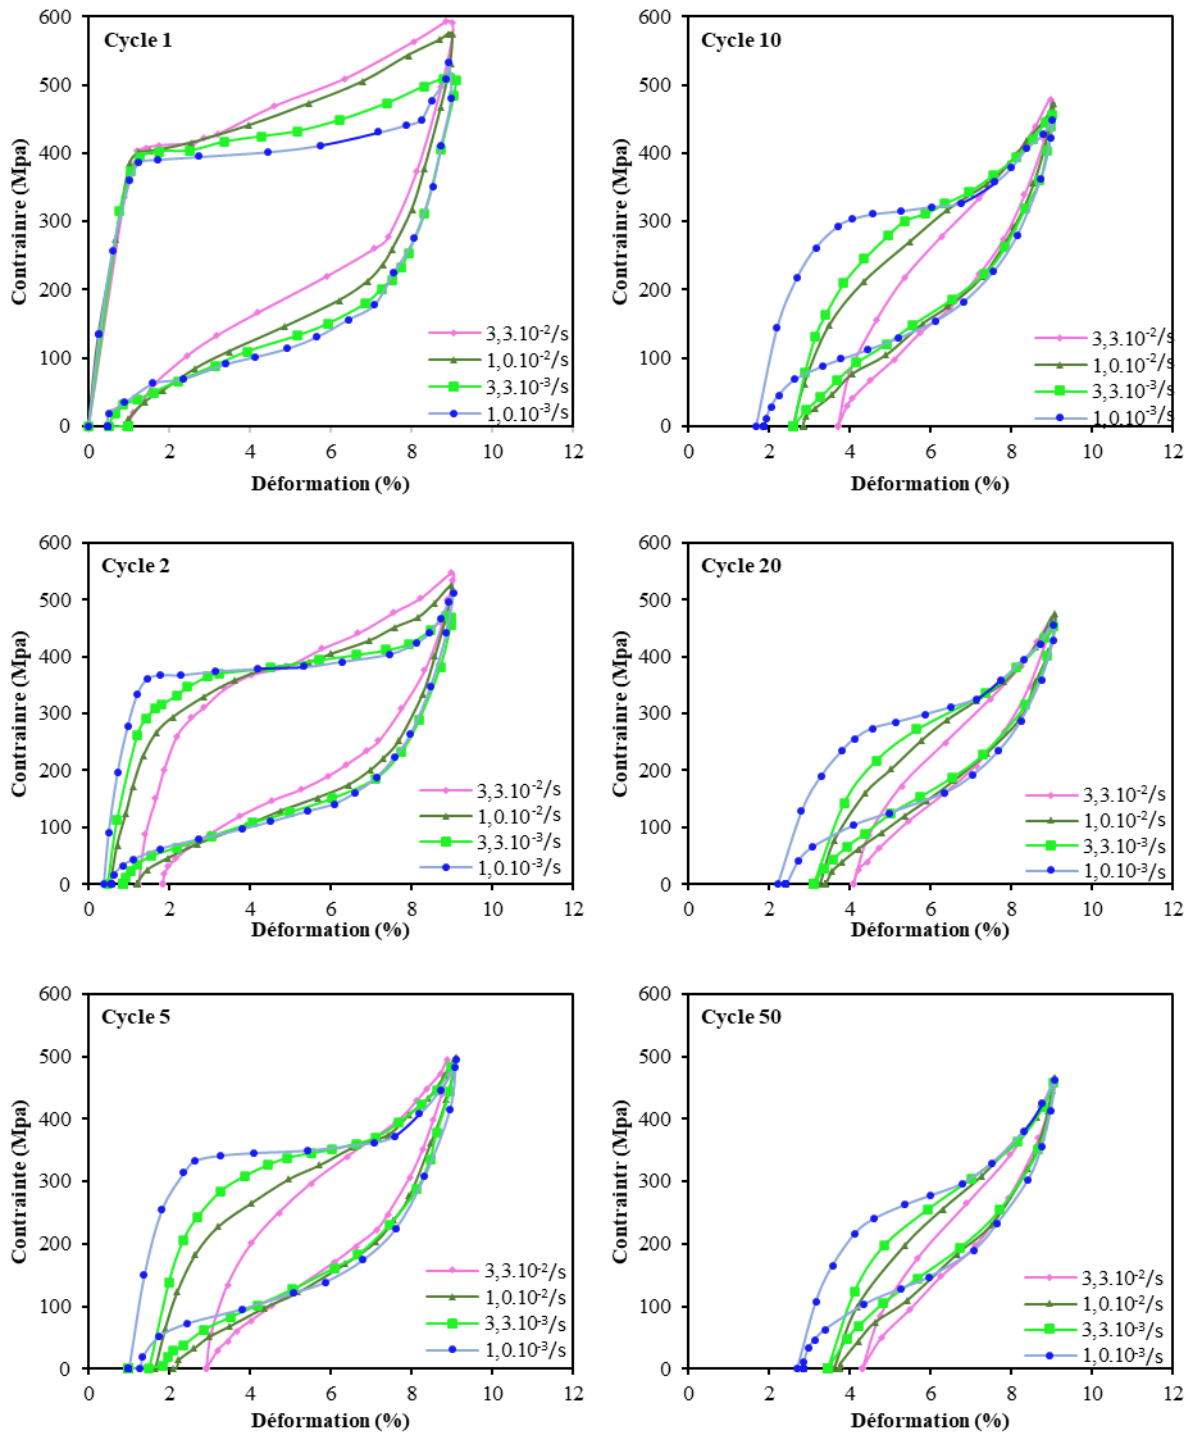 Cycle 1
Contrainre (Mpa)
600
500
400
300
200
100
0
0 2 4 6 8 10 12
Déformation (%)
3,3.10⁻²/s
1,0.10⁻²/s
3,3.10⁻³/s
1,0.10⁻³/s
Cycle 10
Contrainre (Mpa)
600
500
400
300
200
100
0
0 2 4 6 8 10 12
Déformation (%)
3,3.10⁻²/s
1,0.10⁻²/s
3,3.10⁻³/s
1,0.10⁻³/s
Cycle 2
Contrainre (Mpa)
600
500
400
300
200
100
0
0 2 4 6 8 10 12
Déformation (%)
3,3.10⁻²/s
1,0.10⁻²/s
3,3.10⁻³/s
1,0.10⁻³/s
Cycle 20
Contrainre (Mpa)
600
500
400
300
200
100
0
0 2 4 6 8 10 12
Déformation (%)
3,3.10⁻²/s
1,0.10⁻²/s
3,3.10⁻³/s
1,0.10⁻³/s
Cycle 5
Contrainte (Mpa)
600
500
400
300
200
100
0
0 2 4 6 8 10 12
Déformation (%)
3,3.10⁻²/s
1,0.10⁻²/s
3,3.10⁻³/s
1,0.10⁻³/s
Cycle 50
Contraintr (Mpa)
600
500
400
300
200
100
0
0 2 4 6 8 10 12
Déformation (%)
3,3.10⁻²/s
1,0.10⁻²/s
3,3.10⁻³/s
1,0.10⁻³/s